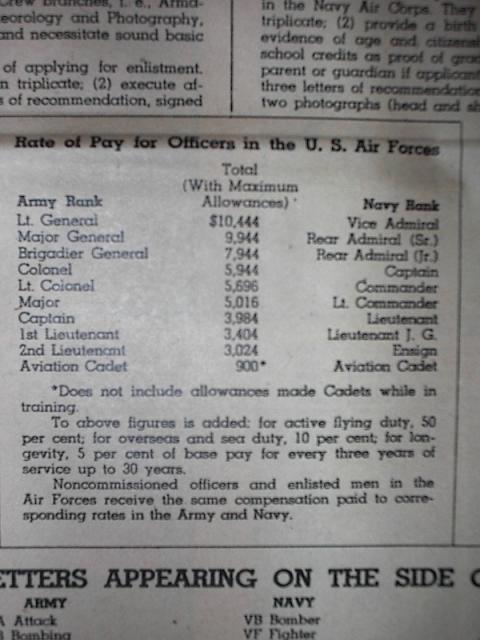 Crew Branches, i. e., Arma-
eorology and Photography,
and necessitate sound basic
of applying for enlistment.
n triplicate; (2) execute af-
s of recommendation, signed
in the Navy Air Corps. They
triplicate; (2) provide a birth
evidence of age and citizens
school credits as proof of grad
parent or guardian if applicant
three letters of recommendation
two photographs (head and sh
Rate of Pay for Officers in the U. S. Air Forces
Total
(With Maximum
Army Rank Allowances) Navy Rank
Lt. General $10,444 Vice Admiral
Major General 9,944 Rear Admiral (Sr.)
Brigadier General 7,944 Rear Admiral (Jr.)
Colonel 5,944 Captain
Lt. Colonel 5,696 Commander
Major 5,016 Lt. Commander
Captain 3,984 Lieutenant
1st Lieutenant 3,404 Lieutenant J. G.
2nd Lieutenant 3,024 Ensign
Aviation Cadet 900* Aviation Cadet
*Does not include allowances made Cadets while in
training.
To above figures is added: for active flying duty, 50
per cent; for overseas and sea duty, 10 per cent; for lon-
gevity, 5 per cent of base pay for every three years of
service up to 30 years.
Noncommissioned officers and enlisted men in the
Air Forces receive the same compensation paid to corre-
sponding rates in the Army and Navy.
ETTERS APPEARING ON THE SIDE O
ARMY NAVY
A Attack VB Bomber
B Bombing VF Fighter